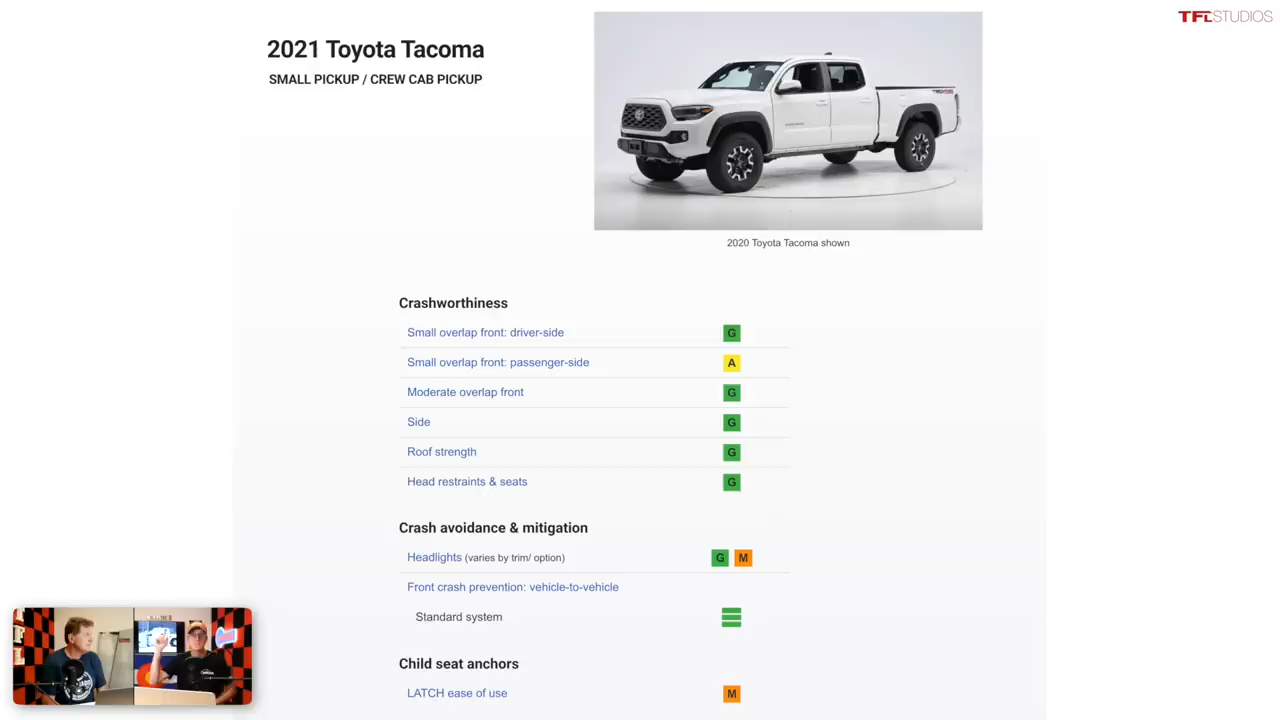 TFLSTUDIOS
2021 Toyota Tacoma
SMALL PICKUP / CREW CAB PICKUP
2020 Toyota Tacoma shown
Crashworthiness
Small overlap front: driver-side G
Small overlap front: passenger-side A
Moderate overlap front G
Side G
Roof strength G
Head restraints & seats G
Crash avoidance & mitigation
Headlights (varies by trim/ option) G M
Front crash prevention: vehicle-to-vehicle
Standard system
Child seat anchors
LATCH ease of use M